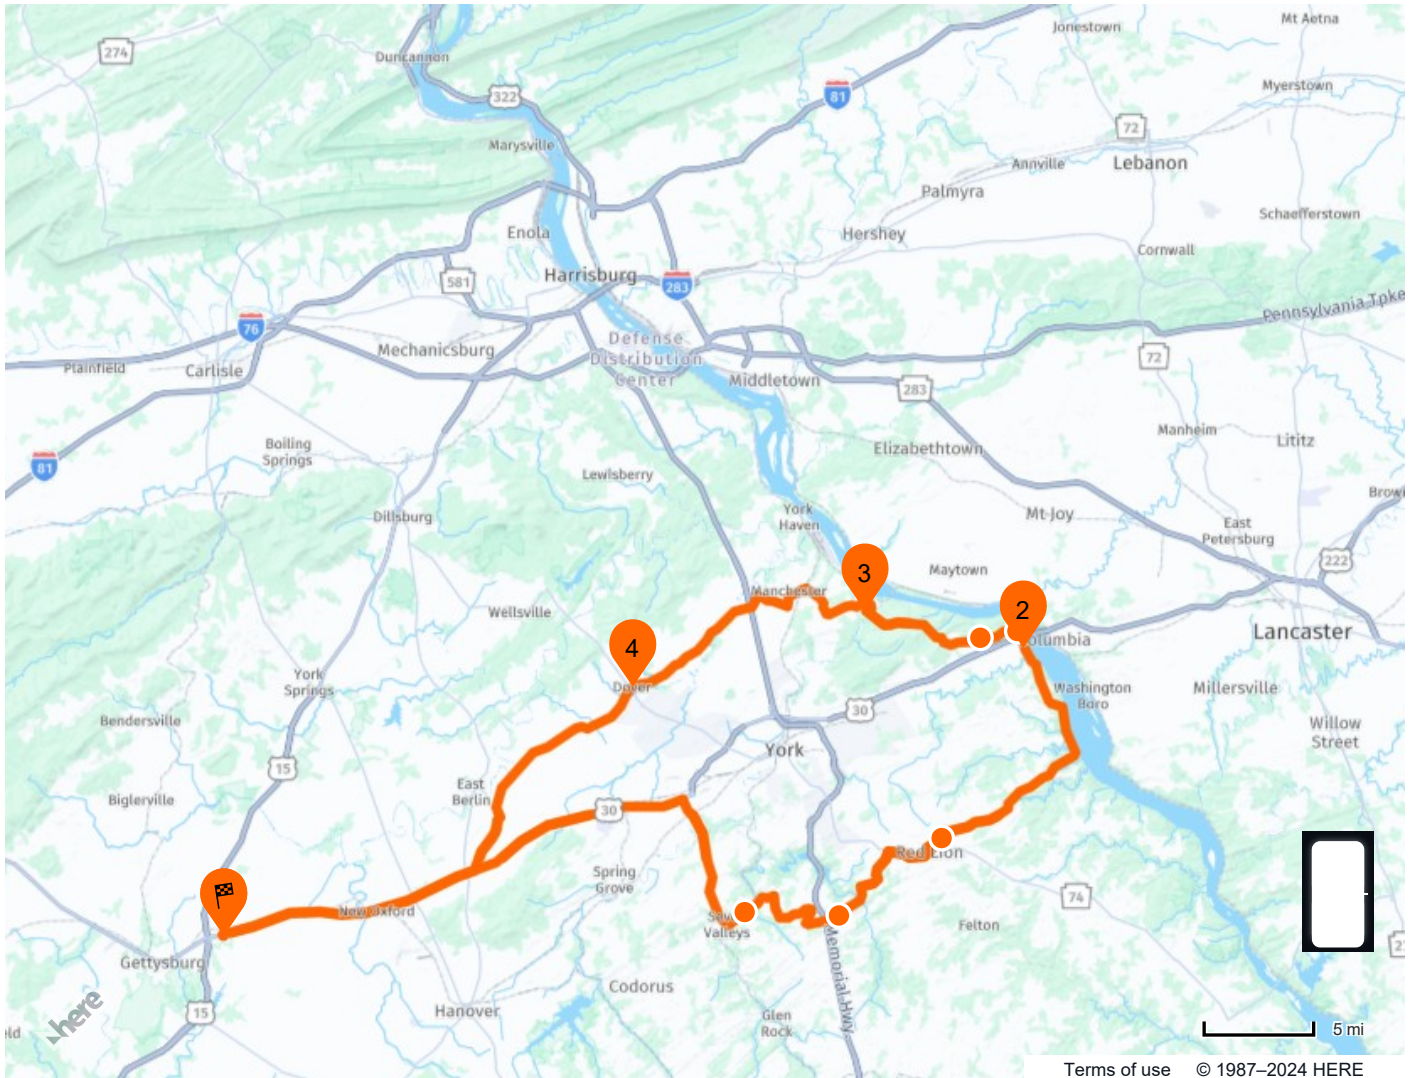 Mt Aetna
Jonestown
274
Duncannon
Myerstown
81
322
72
Marysville
Annville
Lebanon
Palmyra
Schaefferstown
Enola
Hershey
Cornwall
Harrisburg
581
283
Pennsylvania Tpke
76
Defense
Distribution
Center
Mechanicsburg
72
Plainfield
Carlisle
Middletown
283
Manheim
Lititz
Boiling
Springs
Elizabethtown
81
Lewisberry
York
Haven
Mt Joy
Dillsburg
East
Petersburg
222
3
Maytown
Manchester
2
Wellsville
4
Lancaster
Columbia
York
Springs
Dover
Washington
Boro
Millersville
Bendersville
30
Willow
Street
York
15
East
Berlin
Biglerville
30
Red Lion
Spring
Grove
74
New Oxford
Valleys
Felton
Memorial Hwy
Gettysburg
Codorus
here
15
Hanover
Glen
Rock
5 mi
Terms of use © 1987–2024 HERE